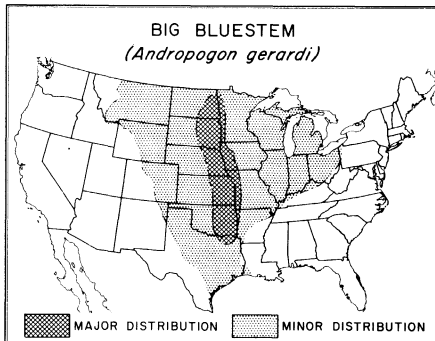 BIG BLUESTEM
(Andropogon gerardi)
MAJOR DISTRIBUTION
MINOR DISTRIBUTION